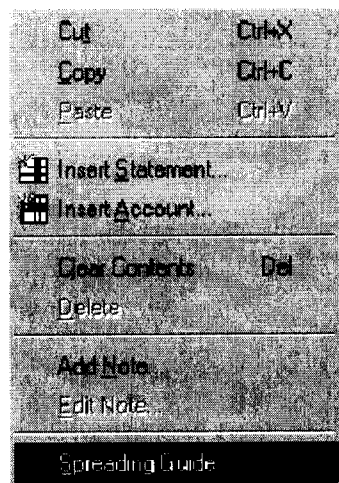 Cut Ctrl+X
Copy Ctrl+C
Paste Ctrl+V
Insert Statement...
Insert Account...
Clear Contents Del
Delete
Add Note...
Edit Note...
Spreading Guide